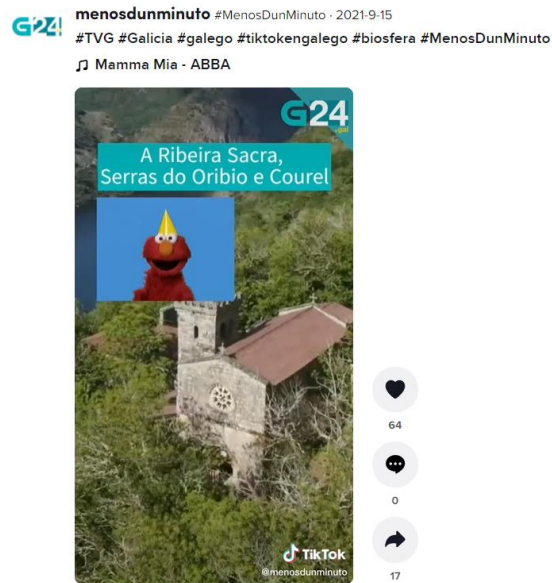 G24!
menosdunminuto #MenosDunMinuto · 2021-9-15
#TVG #Galicia #galego #tiktokengalego #biosfera #MenosDunMinuto
Mamma Mia - ABBA
G24
.gal
A Ribeira Sacra,
Serras do Oribio e Courel
64
0
17
TikTok
@menosdunminuto